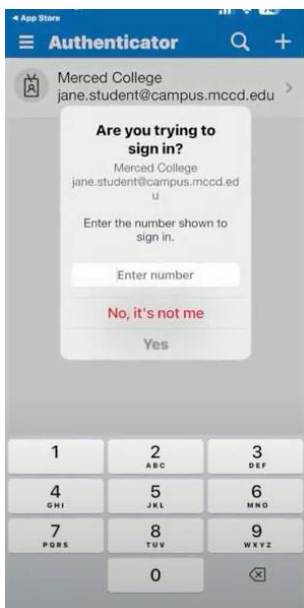 App Store
Authenticator
Merced College
jane.student@campus.mccd.edu
Are you trying to
sign in?
Merced College
jane.student@campus.mccd.ed
u
Enter the number shown to
sign in.
Enter number
No, it's not me
Yes
1 2 3
ABC DEF
4 5 6
GHI JKL MNO
7 8 9
PQRS TUV WXYZ
0